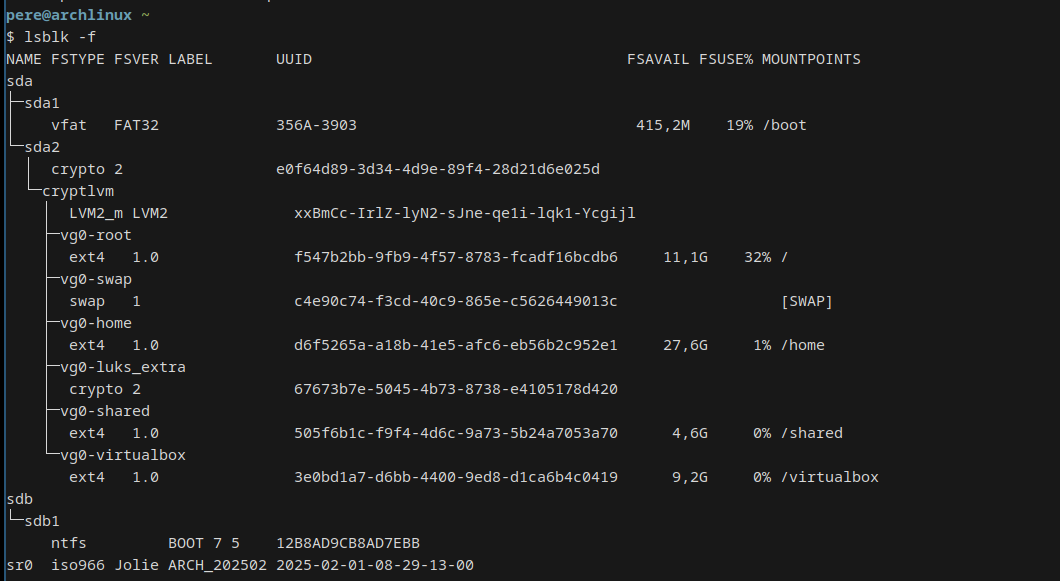 pere@archlinux ~
$ lsblk -f
NAME FSTYPE FSVER LABEL UUID FSAVAIL FSUSE% MOUNTPOINTS
sda
├─sda1
vfat FAT32 356A-3903 415,2M 19% /boot
└─sda2
crypto 2 e0f64d89-3d34-4d9e-89f4-28d21d6e025d
└─cryptlvm
LVM2_m LVM2 xxBmCc-IrlZ-lyN2-sJne-qe1i-lqk1-Ycgijl
├─vg0-root
ext4 1.0 f547b2bb-9fb9-4f57-8783-fcadf16bcdb6 11,1G 32% /
├─vg0-swap
swap 1 c4e90c74-f3cd-40c9-865e-c5626449013c [SWAP]
├─vg0-home
ext4 1.0 d6f5265a-a18b-41e5-afc6-eb56b2c952e1 27,6G 1% /home
├─vg0-luks_extra
crypto 2 67673b7e-5045-4b73-8738-e4105178d420
├─vg0-shared
ext4 1.0 505f6b1c-f9f4-4d6c-9a73-5b24a7053a70 4,6G 0% /shared
└─vg0-virtualbox
ext4 1.0 3e0bd1a7-d6bb-4400-9ed8-d1ca6b4c0419 9,2G 0% /virtualbox
sdb
└─sdb1
ntfs BOOT 7 5 12B8AD9CB8AD7EBB
sr0 iso966 Jolie ARCH_202502 2025-02-01-08-29-13-00